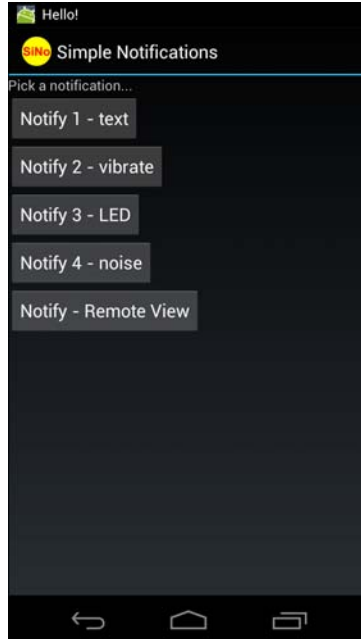 Hello!
SiNo Simple Notifications
Pick a notification...
Notify 1 - text
Notify 2 - vibrate
Notify 3 - LED
Notify 4 - noise
Notify - Remote View